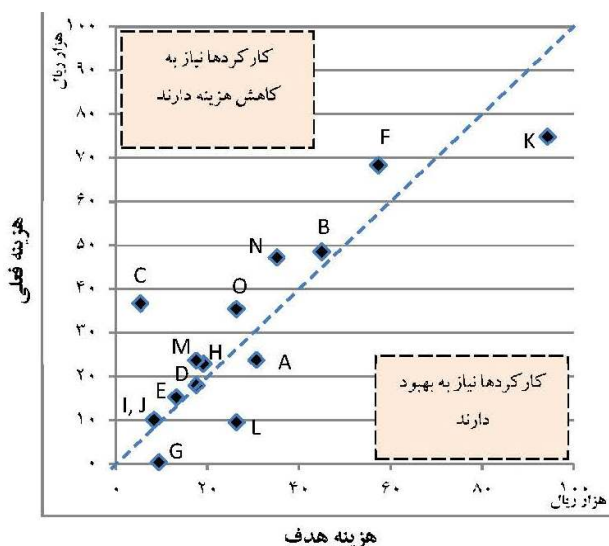 ۱۰۰
۹۰
۸۰
۷۰
۶۰
۵۰
۴۰
۳۰
۲۰
۱۰
۰
هزار ریال
هزینه فعلی
کارکردها نیاز به
کاهش هزینه دارند
F
K
B
N
C
O
M
H
A
D
E
I, J
L
G
کارکردها نیاز به بهبود
دارند
۰ ۲۰ ۴۰ ۶۰ ۸۰ ۱۰۰
هزار ریال
هزینه هدف